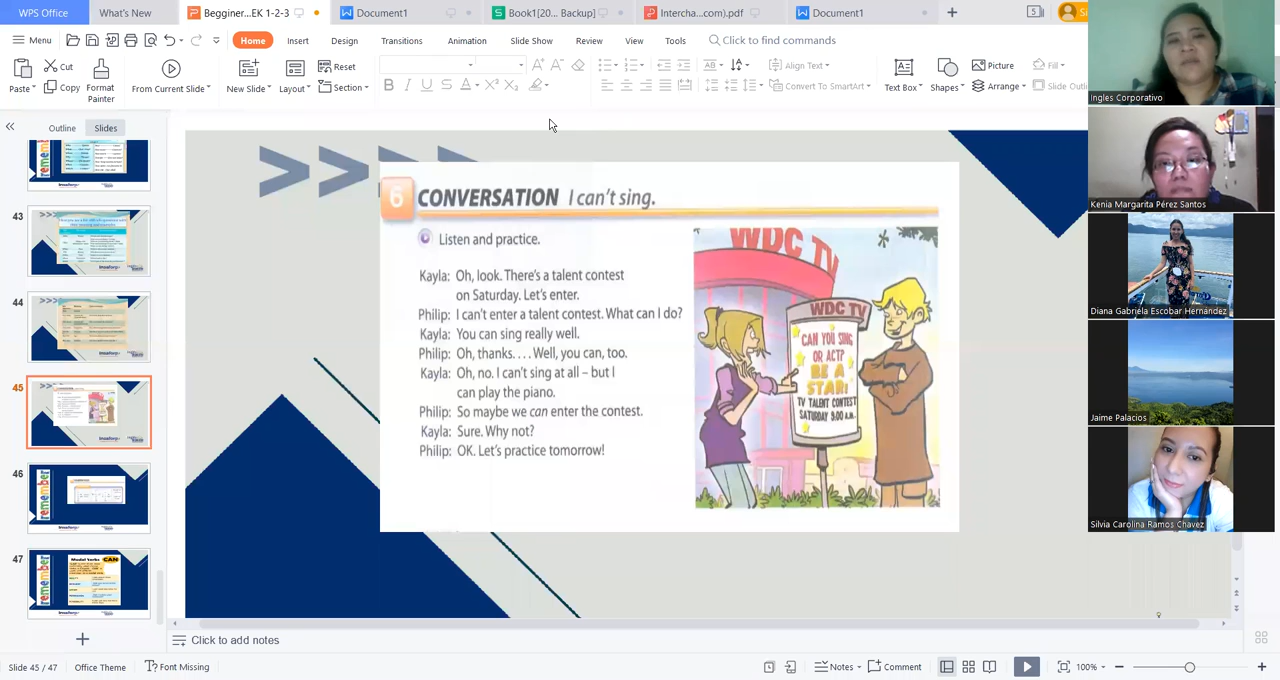 WPS Office
What's New
Begginer...EK 1-2-3
Document1
Book1[20... Backup]
Intercha...com).pdf
Document1
Menu
Home
Insert
Design
Transitions
Animation
Slide Show
Review
View
Tools
Click to find commands
Paste
Cut
Copy
Format Painter
From Current Slide
New Slide
Layout
Reset
Section
Align Text
Convert To SmartArt
Text Box
Shapes
Picture
Arrange
Fill
Outline
Slides
43
44
45
46
47
6 CONVERSATION I can't sing.
Listen and practice.
Kayla: Oh, look. There's a talent contest
on Saturday. Let's enter.
Philip: I can't enter a talent contest. What can I do?
Kayla: You can sing really well.
Philip: Oh, thanks. . . . Well, you can, too.
Kayla: Oh, no. I can't sing at all – but I
can play the piano.
Philip: So maybe we can enter the contest.
Kayla: Sure. Why not?
Philip: OK. Let's practice tomorrow!
WDC TV
WDC TV
CAN YOU SING
OR ACT?
BE A
STAR!
TV TALENT CONTEST
SATURDAY 9:00 A.M.
Ingles Corporativo
Kenia Margarita Pérez Santos
Diana Gabriela Escobar Hernandez
Jaime Palacios
Silvia Carolina Ramos Chavez
Click to add notes
Slide 45 / 47
Office Theme
Font Missing
Notes
Comment
100%